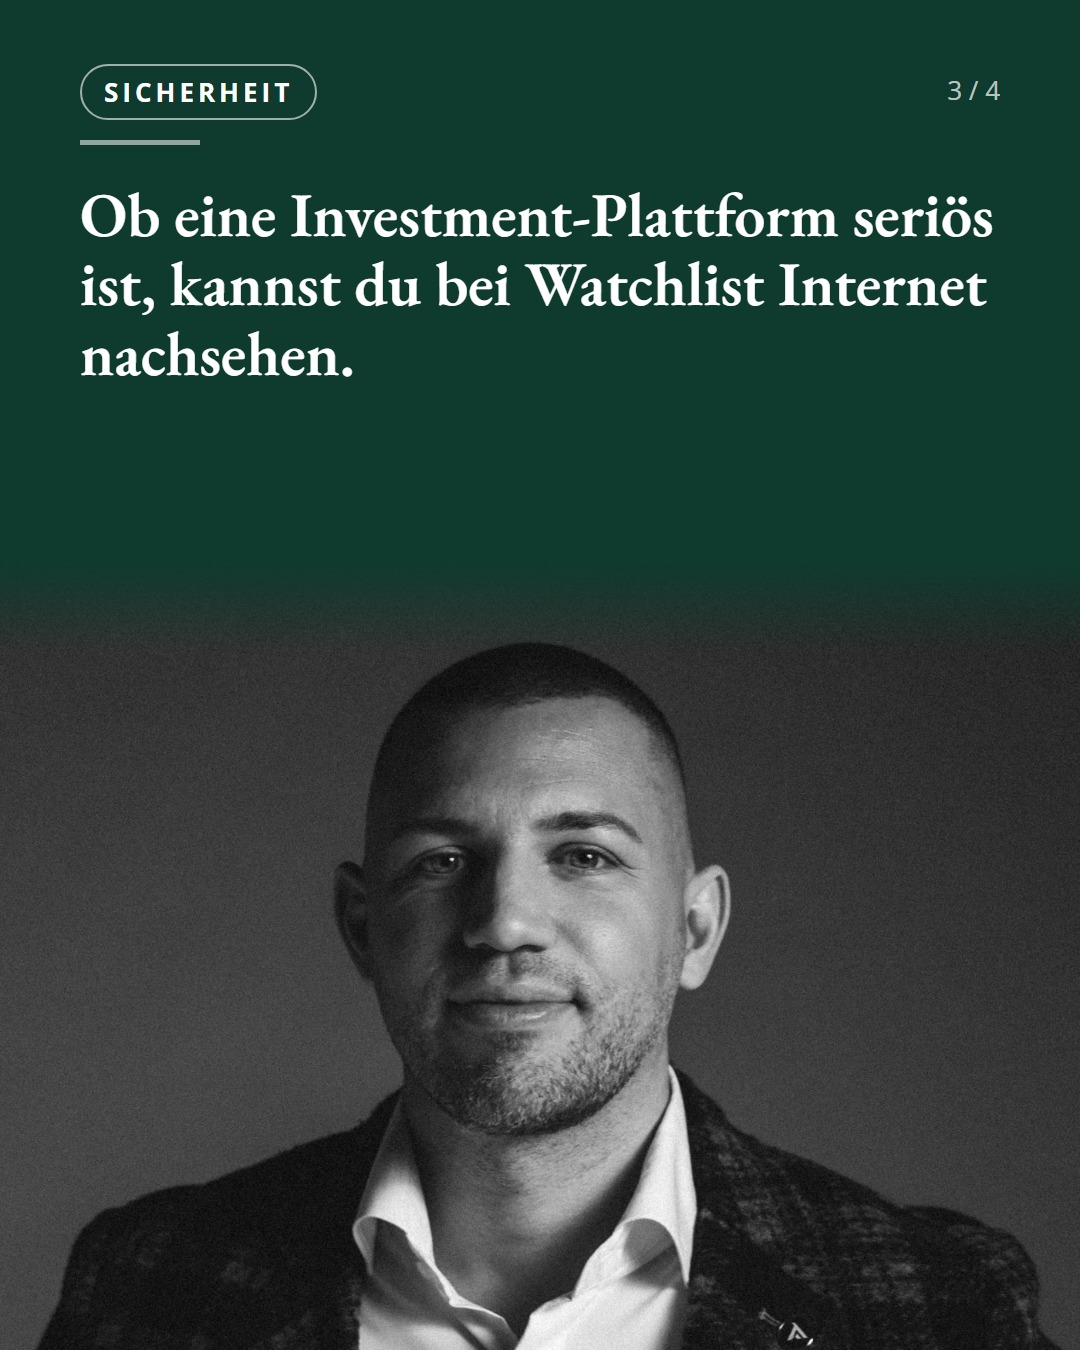 SICHERHEIT
3 / 4
Ob eine Investment-Plattform seriös
ist, kannst du bei Watchlist Internet
nachsehen.